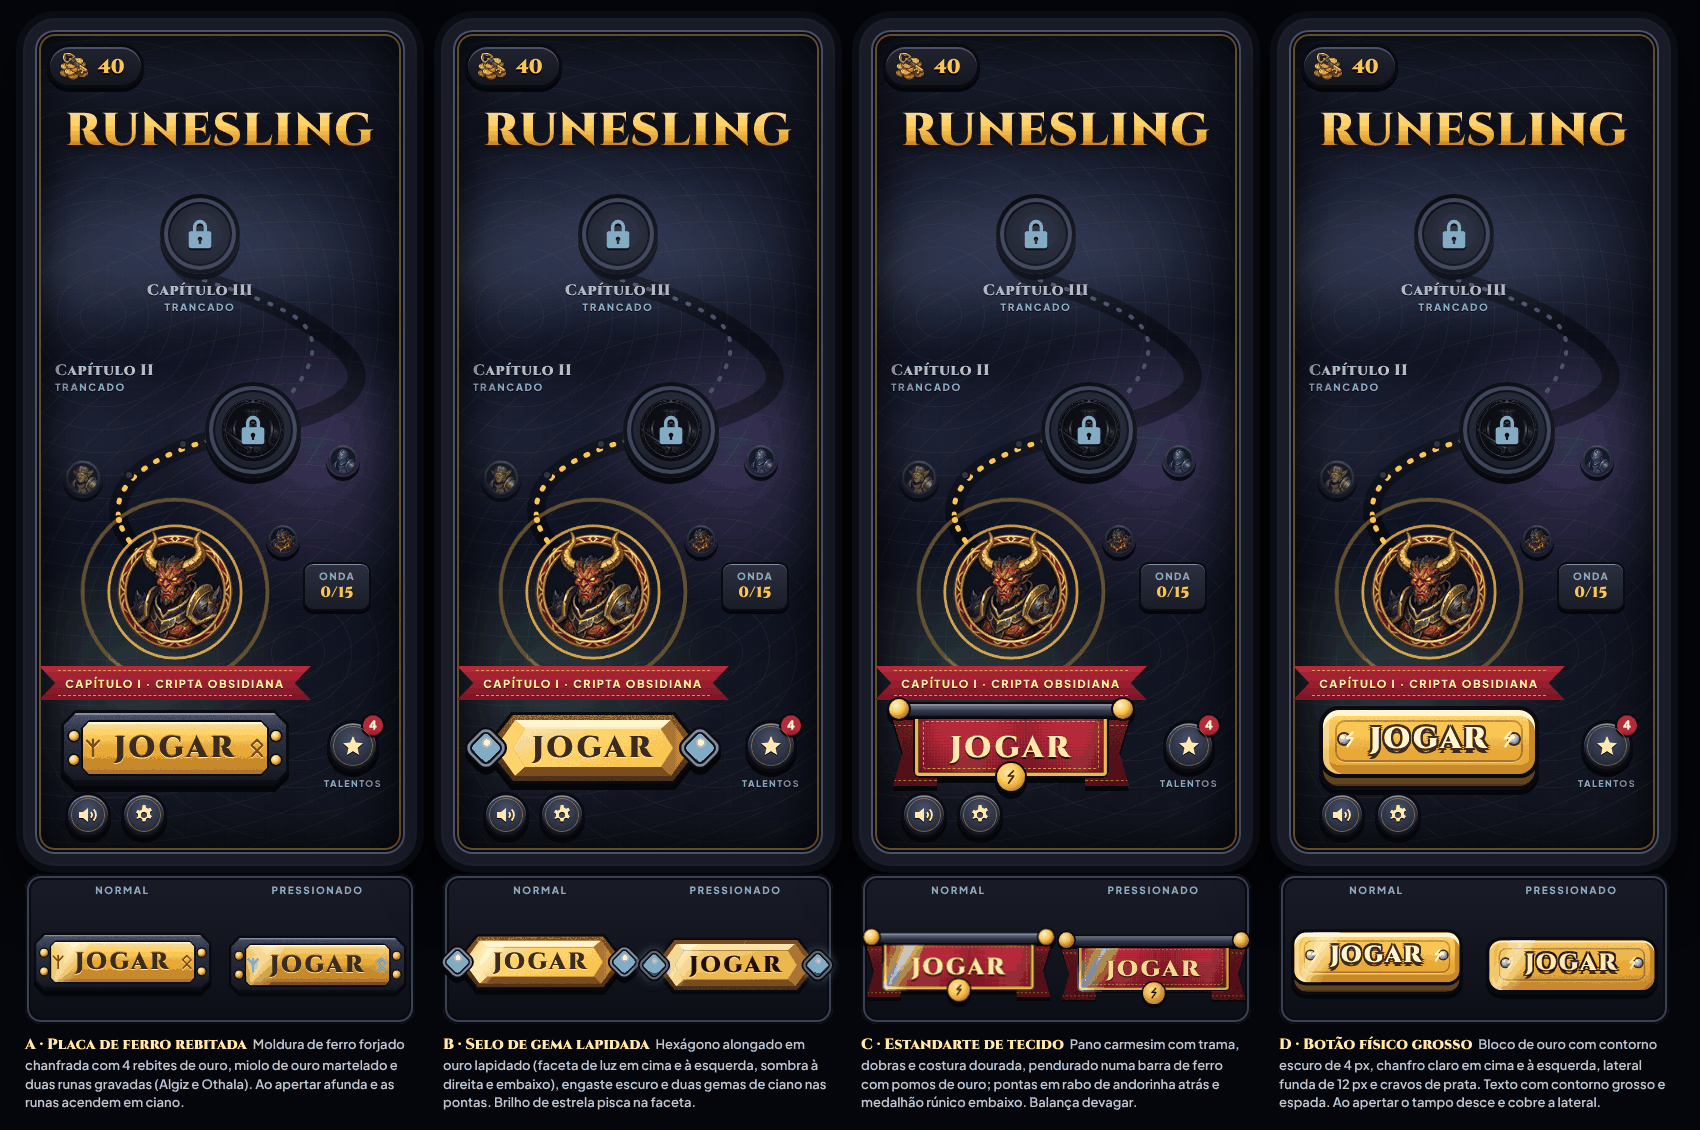 40
RUNESLING
Capítulo III
TRANCADO
Capítulo II
TRANCADO
ONDA
0/15
CAPÍTULO I · CRIPTA OBSIDIANA
JOGAR
4
TALENTOS
40
RUNESLING
Capítulo III
TRANCADO
Capítulo II
TRANCADO
ONDA
0/15
CAPÍTULO I · CRIPTA OBSIDIANA
JOGAR
4
TALENTOS
40
RUNESLING
Capítulo III
TRANCADO
Capítulo II
TRANCADO
ONDA
0/15
CAPÍTULO I · CRIPTA OBSIDIANA
JOGAR
4
TALENTOS
40
RUNESLING
Capítulo III
TRANCADO
Capítulo II
TRANCADO
ONDA
0/15
CAPÍTULO I · CRIPTA OBSIDIANA
JOGAR
4
TALENTOS
NORMAL PRESSIONADO
JOGAR JOGAR
A · Placa de ferro rebitada Moldura de ferro forjado
chanfrada com 4 rebites de ouro, miolo de ouro martelado e
duas runas gravadas (Algiz e Othala). Ao apertar afunda e as
runas acendem em ciano.
NORMAL PRESSIONADO
JOGAR JOGAR
B · Selo de gema lapidada Hexágono alongado em
ouro lapidado (faceta de luz em cima e à esquerda, sombra à
direita e embaixo), engaste escuro e duas gemas de ciano nas
pontas. Brilho de estrela pisca na faceta.
NORMAL PRESSIONADO
JOGAR JOGAR
C · Estandarte de tecido Pano carmesim com trama,
dobras e costura dourada, pendurado numa barra de ferro
com pomos de ouro; pontas em rabo de andorinha atrás e
medalhão rúnico embaixo. Balança devagar.
NORMAL PRESSIONADO
JOGAR JOGAR
D · Botão físico grosso Bloco de ouro com contorno
escuro de 4 px, chanfro claro em cima e à esquerda, lateral
funda de 12 px e cravos de prata. Texto com contorno grosso e
espada. Ao apertar o tampo desce e cobre a lateral.